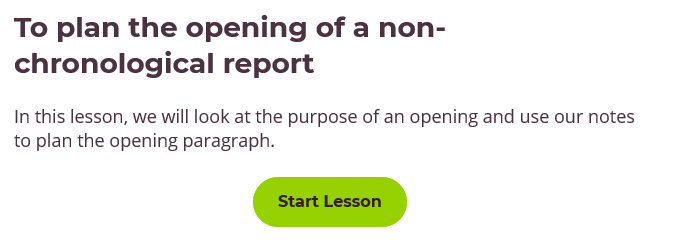 To plan the opening of a non-
chronological report
In this lesson, we will look at the purpose of an opening and use our notes
to plan the opening paragraph.
Start Lesson